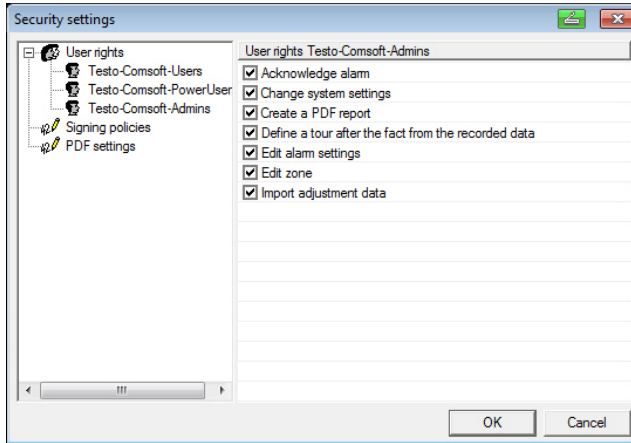 Security settings
User rights
Testo-Comsoft-Users
Testo-Comsoft-PowerUser
Testo-Comsoft-Admins
Signing policies
PDF settings
User rights Testo-Comsoft-Admins
Acknowledge alarm
Change system settings
Create a PDF report
Define a tour after the fact from the recorded data
Edit alarm settings
Edit zone
Import adjustment data
OK
Cancel